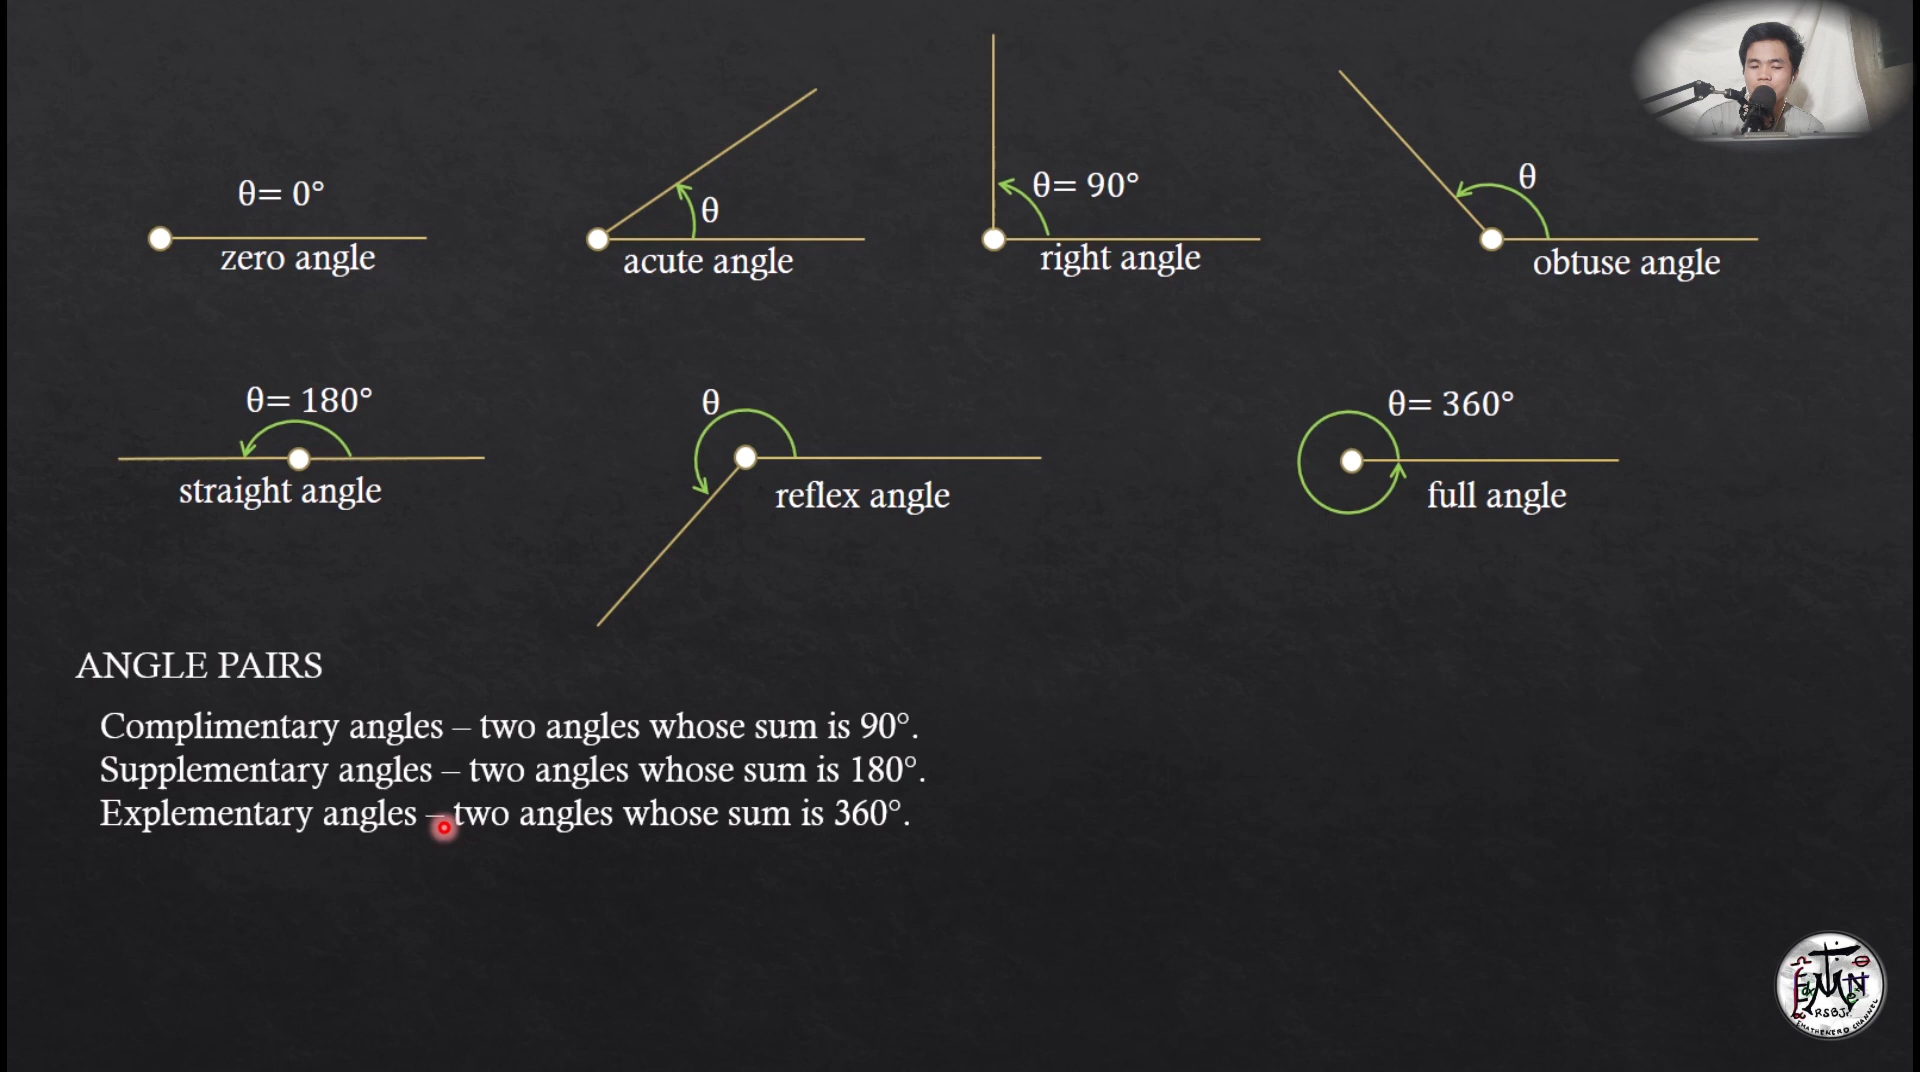 θ= 0°
zero angle
θ
acute angle
θ= 90°
right angle
θ
obtuse angle
θ= 180°
straight angle
θ
reflex angle
θ= 360°
full angle
ANGLE PAIRS
Complimentary angles – two angles whose sum is 90°.
Supplementary angles – two angles whose sum is 180°.
Explementary angles – two angles whose sum is 360°.
RSBJ